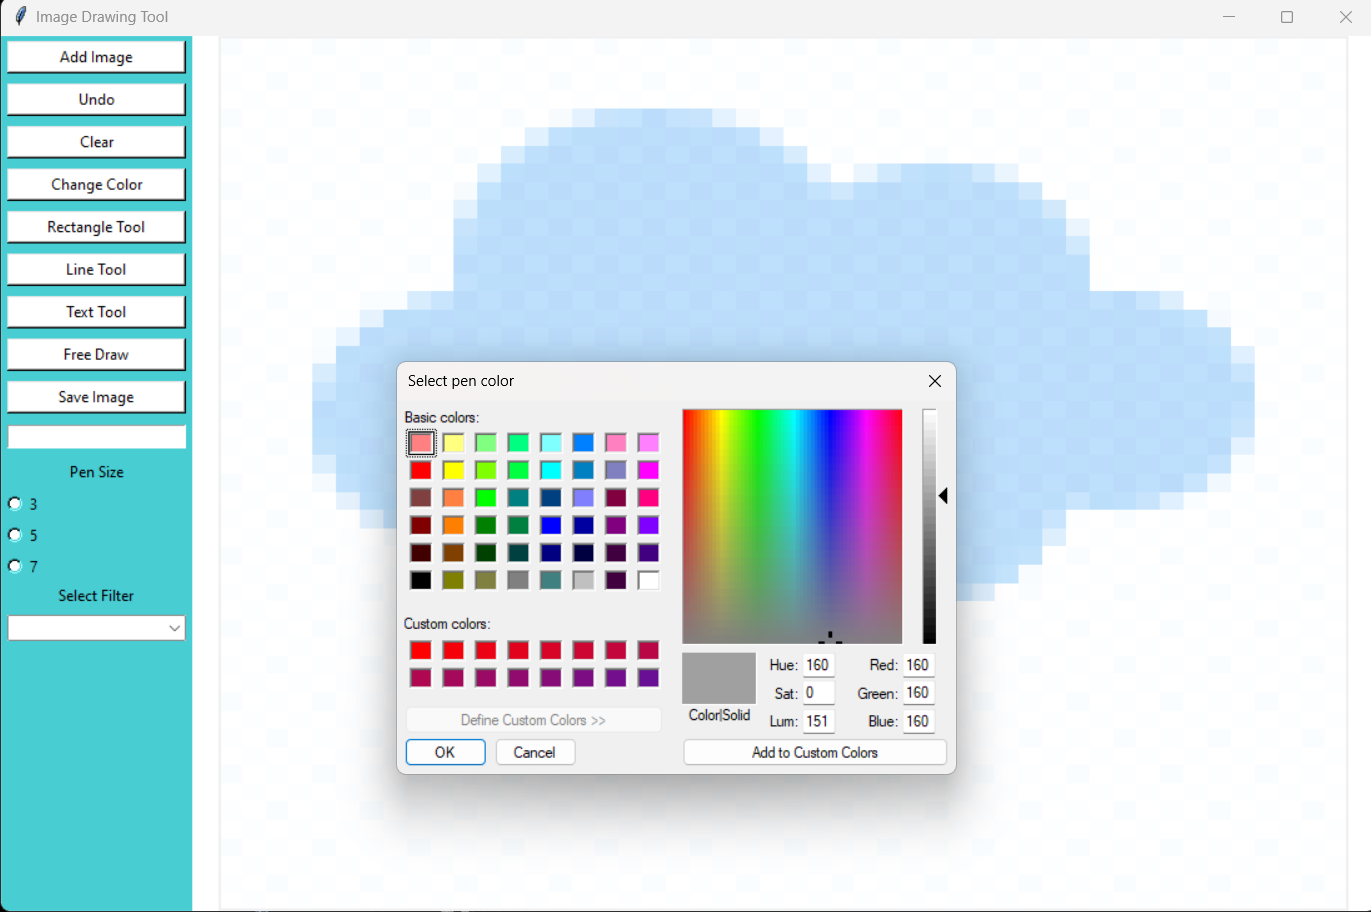 Image Drawing Tool
Add Image
Undo
Clear
Change Color
Rectangle Tool
Line Tool
Text Tool
Free Draw
Save Image
Pen Size
3
5
7
Select Filter
Select pen color
Basic colors:
Custom colors:
Define Custom Colors >>
OK
Cancel
Hue: 160
Red: 160
Sat: 0
Green: 160
Color|Solid
Lum: 151
Blue: 160
Add to Custom Colors